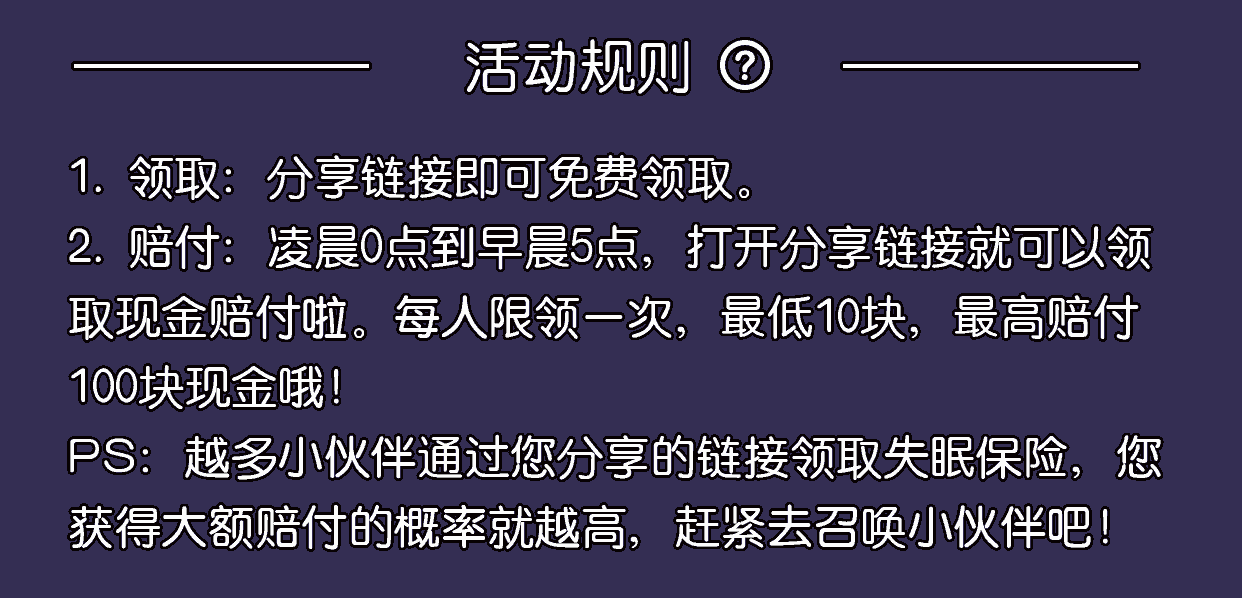 活动规则 ?
1. 领取：分享链接即可免费领取。
2. 赔付：凌晨0点到早晨5点，打开分享链接就可以领
取现金赔付啦。每人限领一次，最低10块，最高赔付
100块现金哦！
PS：越多小伙伴通过您分享的链接领取失眠保险，您
获得大额赔付的概率就越高，赶紧去召唤小伙伴吧！